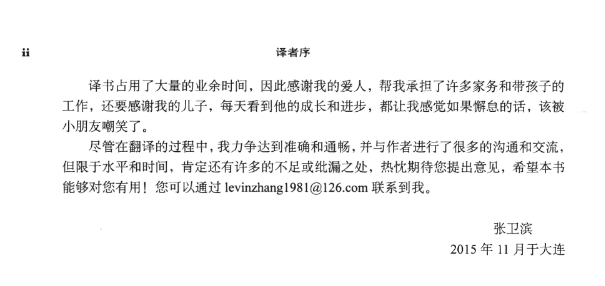 ii
译者序
译书占用了大量的业余时间，因此感谢我的爱人，帮我承担了许多家务和带孩子的
工作，还要感谢我的儿子，每天看到他的成长和进步，都让我感觉如果懈怠的话，该被
小朋友嘲笑了。
尽管在翻译的过程中，我力争达到准确和通畅，并与作者进行了很多的沟通和交流，
但限于水平和时间，肯定还有许多的不足或纰漏之处，热忱期待您提出意见，希望本书
能够对您有用！您可以通过 levinzhang1981@126.com 联系到我。
张卫滨
2015 年 11 月于大连